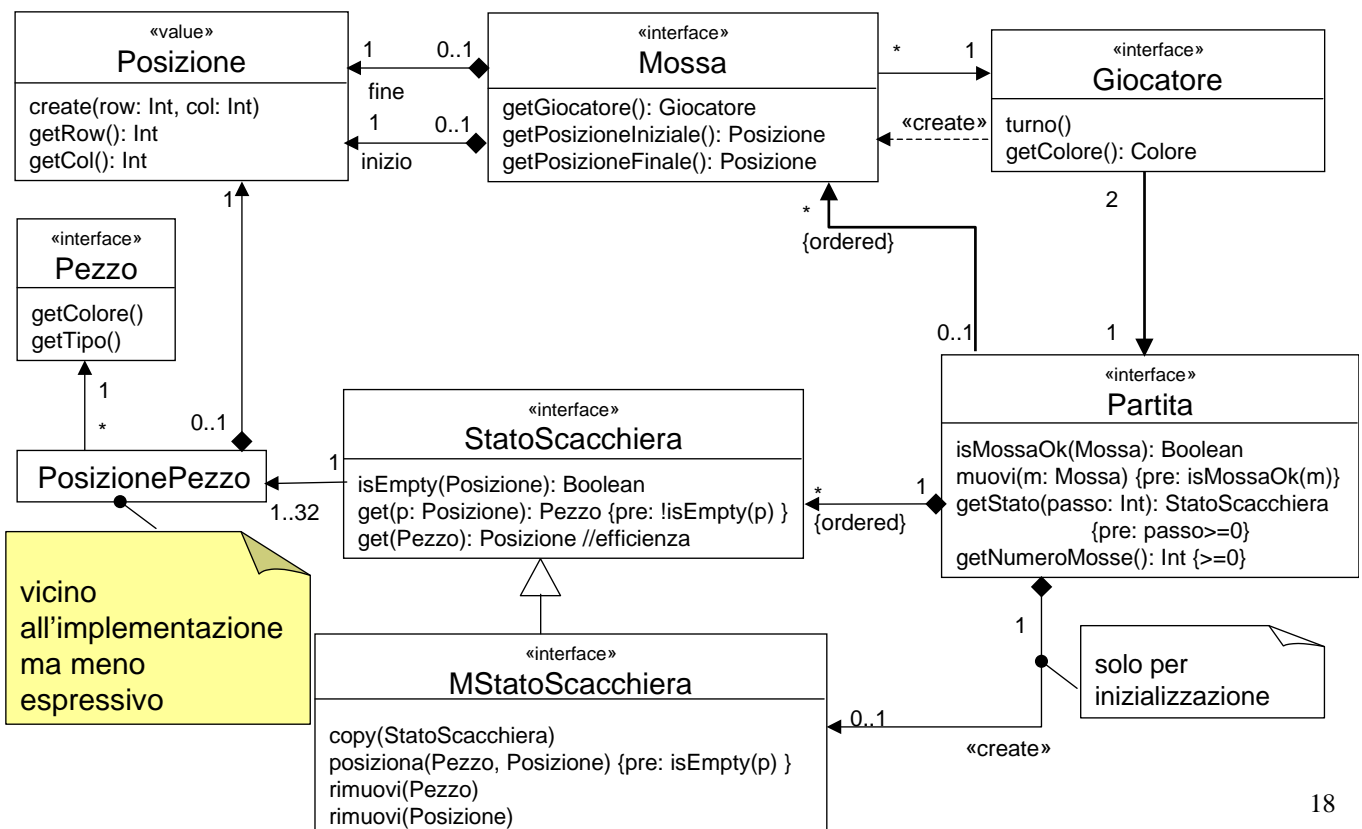 «value»
Posizione
create(row: Int, col: Int)
getRow(): Int
getCol(): Int
1
0..1
fine
1
0..1
inizio
«interface»
Mossa
getGiocatore(): Giocatore
getPosizioneIniziale(): Posizione
getPosizioneFinale(): Posizione
*
1
«create»
«interface»
Giocatore
turno()
getColore(): Colore
1
*
{ordered}
2
«interface»
Pezzo
getColore()
getTipo()
0..1
1
1
*
0..1
PosizionePezzo
1
1..32
«interface»
StatoScacchiera
isEmpty(Posizione): Boolean
get(p: Posizione): Pezzo {pre: !isEmpty(p) }
get(Pezzo): Posizione //efficienza
*
1
{ordered}
«interface»
Partita
isMossaOk(Mossa): Boolean
muovi(m: Mossa) {pre: isMossaOk(m)}
getStato(passo: Int): StatoScacchiera
{pre: passo>=0}
getNumeroMosse(): Int {>=0}
vicino
all'implementazione
ma meno
espressivo
«interface»
MStatoScacchiera
copy(StatoScacchiera)
posiziona(Pezzo, Posizione) {pre: isEmpty(p) }
rimuovi(Pezzo)
rimuovi(Posizione)
1
0..1
«create»
solo per
inizializzazione
18